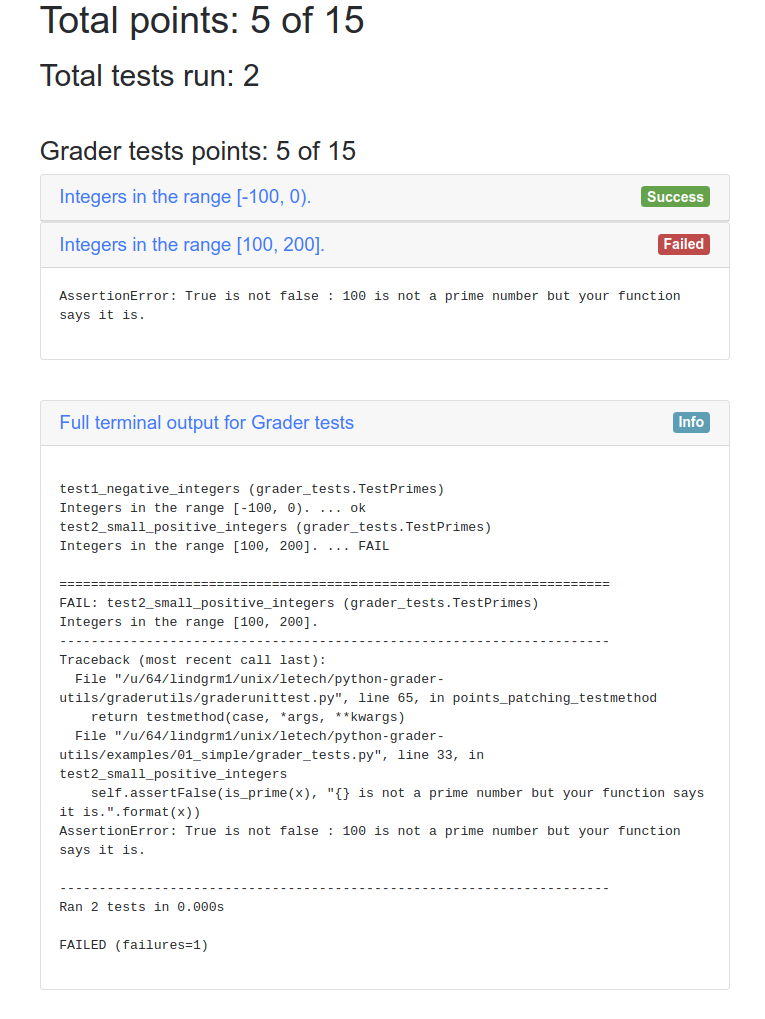 Total points: 5 of 15
Total tests run: 2
Grader tests points: 5 of 15
Integers in the range [-100, 0). Success
Integers in the range [100, 200]. Failed
AssertionError: True is not false : 100 is not a prime number but your function
says it is.
Full terminal output for Grader tests Info
test1_negative_integers (grader_tests.TestPrimes)
Integers in the range [-100, 0). ... ok
test2_small_positive_integers (grader_tests.TestPrimes)
Integers in the range [100, 200]. ... FAIL
======================================================================
FAIL: test2_small_positive_integers (grader_tests.TestPrimes)
Integers in the range [100, 200].
----------------------------------------------------------------------
Traceback (most recent call last):
  File "/u/64/lindgrm1/unix/letech/python-grader-
utils/graderutils/graderunittest.py", line 65, in points_patching_testmethod
    return testmethod(case, *args, **kwargs)
  File "/u/64/lindgrm1/unix/letech/python-grader-
utils/examples/01_simple/grader_tests.py", line 33, in
test2_small_positive_integers
    self.assertFalse(is_prime(x), "{} is not a prime number but your function says
it is.".format(x))
AssertionError: True is not false : 100 is not a prime number but your function
says it is.
----------------------------------------------------------------------
Ran 2 tests in 0.000s
FAILED (failures=1)